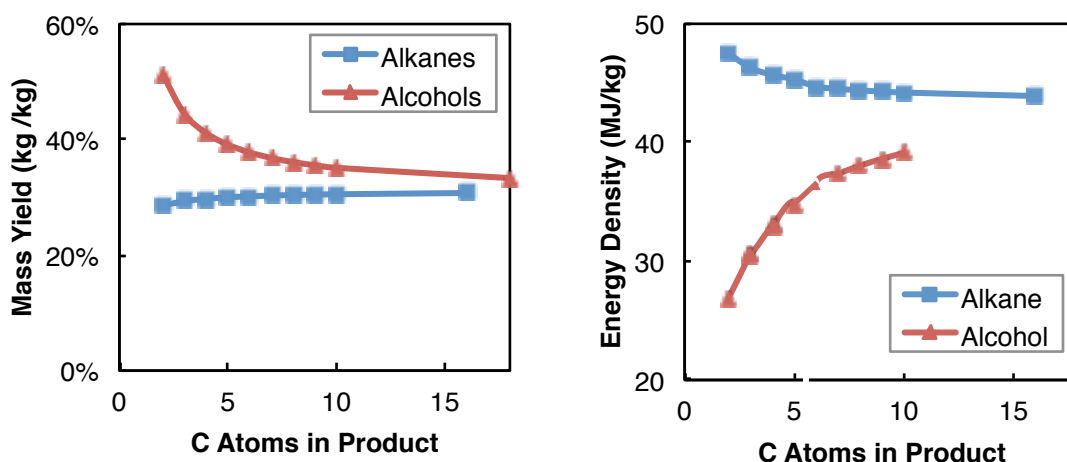 Mass Yield (kg /kg)
60%
40%
20%
0%
Alkanes
Alcohols
0
5
10
15
C Atoms in Product
Energy Density (MJ/kg)
50
40
30
20
Alkane
Alcohol
0
5
10
15
C Atoms in Product